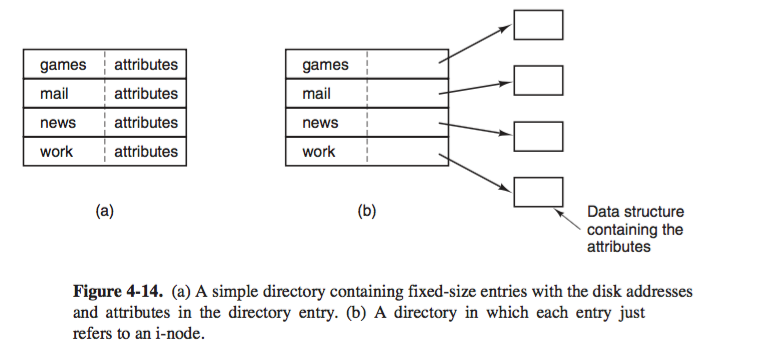 games attributes
mail attributes
news attributes
work attributes
(a)
games
mail
news
work
(b)
Data structure
containing the
attributes
Figure 4-14. (a) A simple directory containing fixed-size entries with the disk addresses
and attributes in the directory entry. (b) A directory in which each entry just
refers to an i-node.